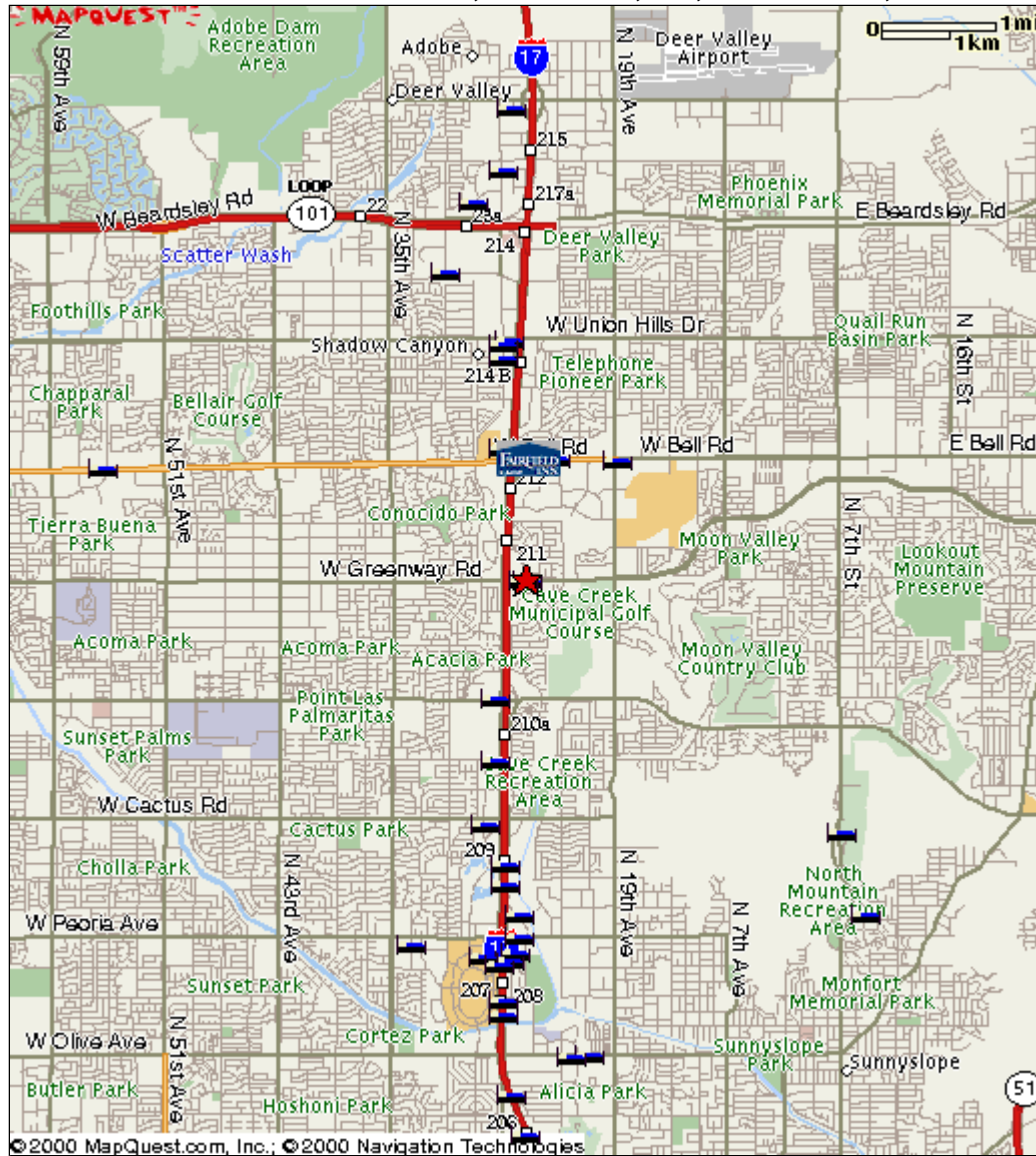 MAPQUEST
Adobe Dam
Recreation
Area
Adobe
17
N 19th Ave
Deer Valley
Airport
0 1mi
1km
N 59th Ave
Deer Valley
215
LOOP
101
W Beardsley Rd
22
N 35th Ave
23a
217a
Phoenix
Memorial Park
E Beardsley Rd
214
Deer Valley
Park
Scatter Wash
Foothills Park
W Union Hills Dr
Quail Run
Basin Park
N 16th St
Shadow Canyon
214 B
Telephone
Pioneer Park
Chapparal
Park
Bellair Golf
Course
N 51st Ave
Rd
W Bell Rd
E Bell Rd
FAIRFIELD
INN
212
Tierra Buena
Park
Conocido Park
211
Moon Valley
Park
N 7th St
Lookout
Mountain
Preserve
W Greenway Rd
Cave Creek
Municipal Golf
Course
Acoma Park
Acoma Park
Acacia Park
Moon Valley
Country Club
Point Las
Palmaritas
Park
Sunset Palms
Park
210a
Creek
Recreation
Area
W Cactus Rd
Cactus Park
209
Cholla Park
N 43rd Ave
N 19th Ave
North
Mountain
Recreation
Area
W Peoria Ave
N 7th Ave
Sunset Park
207
208
Monfort
Memorial Park
W Olive Ave
N 51st Ave
Cortez Park
Sunnyslope
Park
Sunnyslope
Butler Park
Hoshoni Park
Alicia Park
206
51
©2000 MapQuest.com, Inc.; ©2000 Navigation Technologies